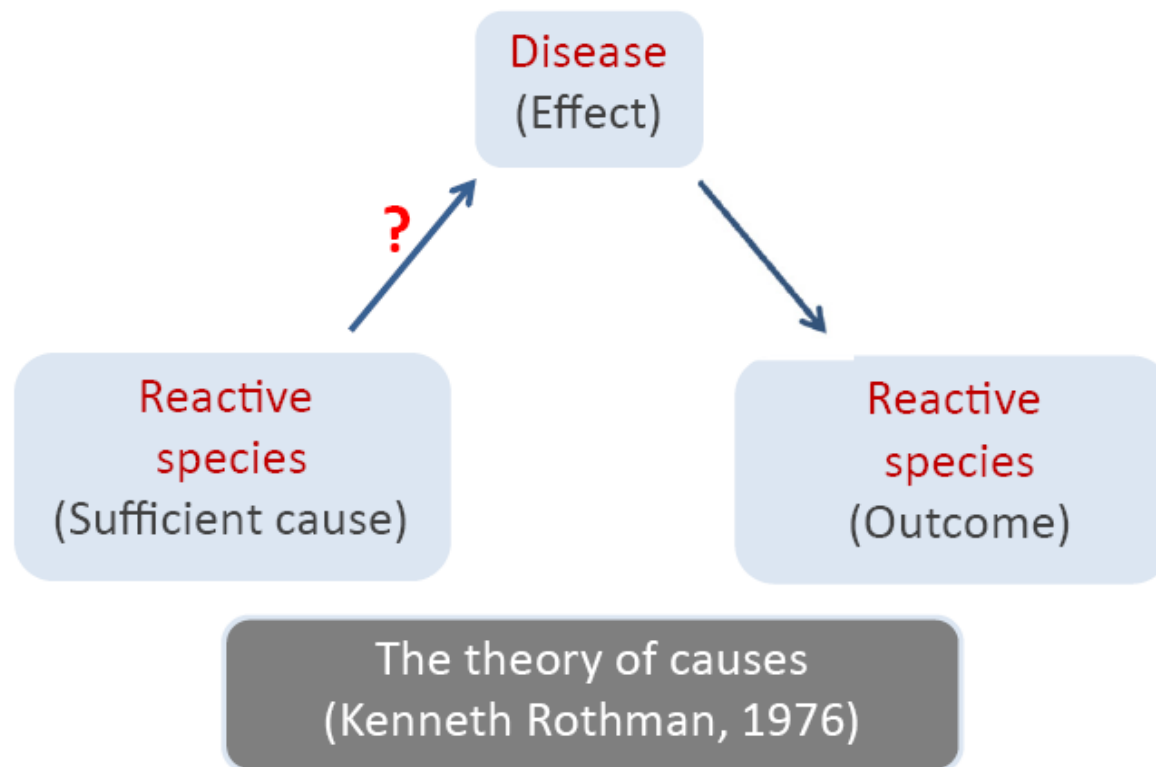 Disease
(Effect)
?
Reactive
species
(Sufficient cause)
Reactive
species
(Outcome)
The theory of causes
(Kenneth Rothman, 1976)